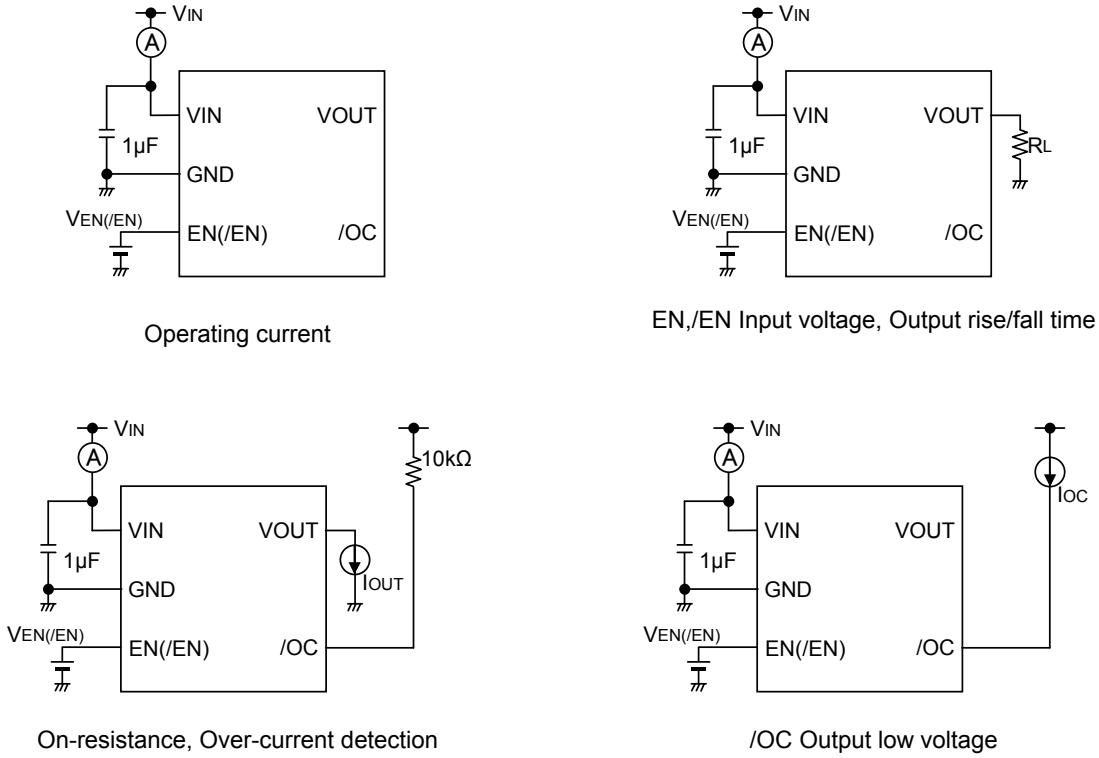 VIN
A
VIN VOUT
1µF
GND
VEN(/EN)
EN(/EN) /OC
Operating current
VIN
A
VIN VOUT
1µF RL
GND
VEN(/EN)
EN(/EN) /OC
EN,/EN Input voltage, Output rise/fall time
VIN
A 10kΩ
VIN VOUT
1µF IOUT
GND
VEN(/EN)
EN(/EN) /OC
On-resistance, Over-current detection
VIN
A
IOC
VIN VOUT
1µF
GND
VEN(/EN)
EN(/EN) /OC
/OC Output low voltage